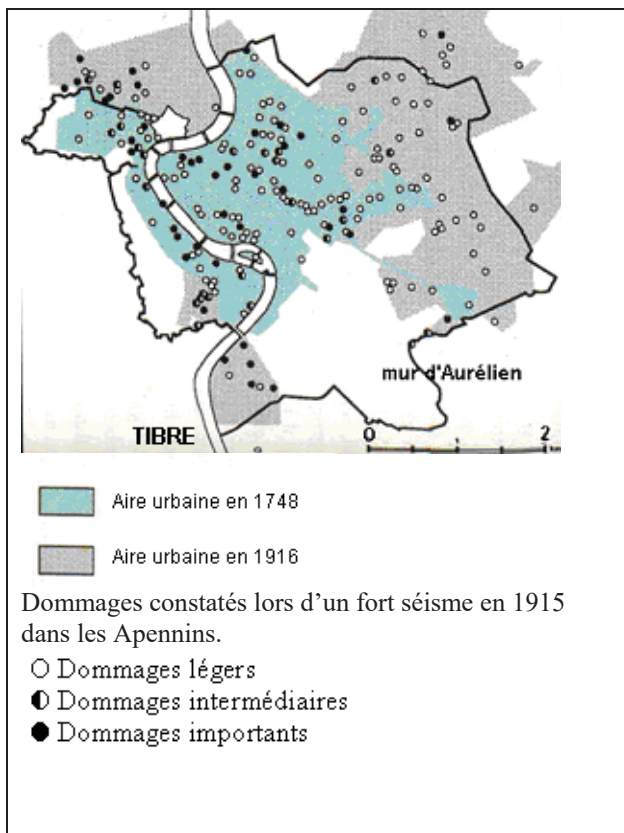 mur d'Aurélien
TIBRE
0 1 2
Aire urbaine en 1748
Aire urbaine en 1916
Dommages constatés lors d’un fort séisme en 1915
dans les Apennins.
Dommages légers
Dommages intermédiaires
Dommages importants